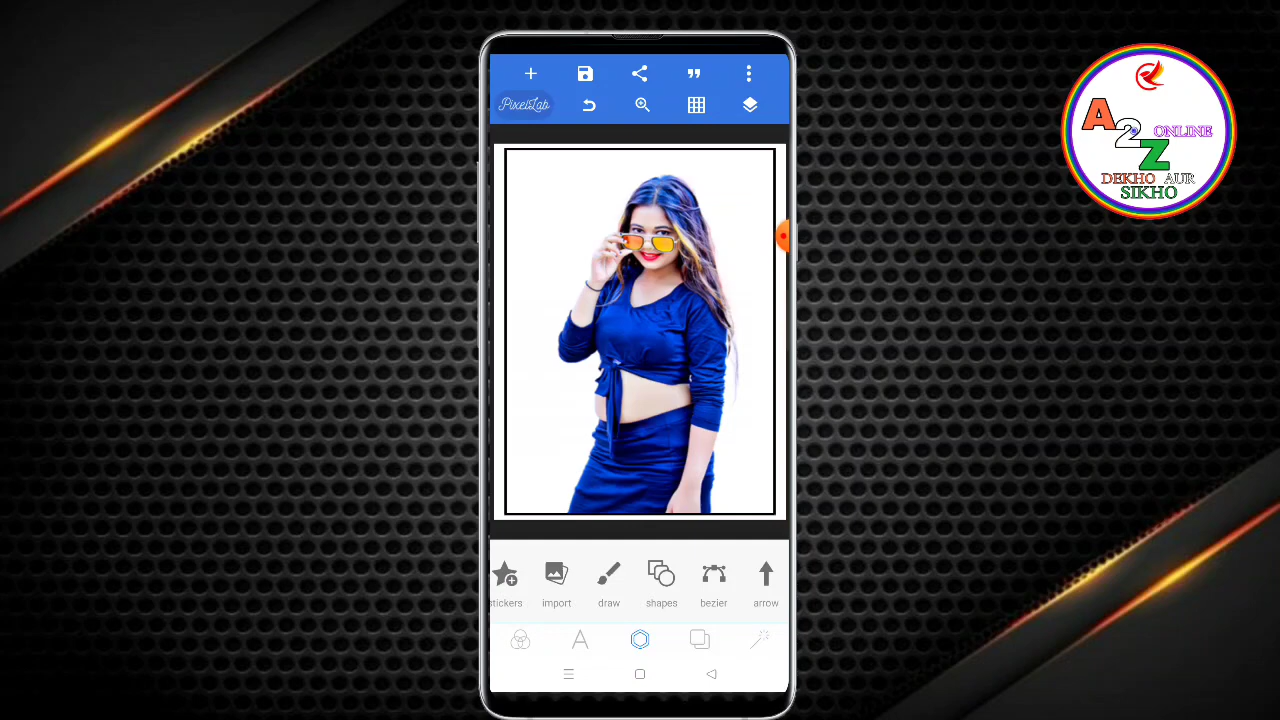 PixelLab
stickers
import
draw
shapes
bezier
arrow
A2Z ONLINE
DEKHO AUR
SIKHO